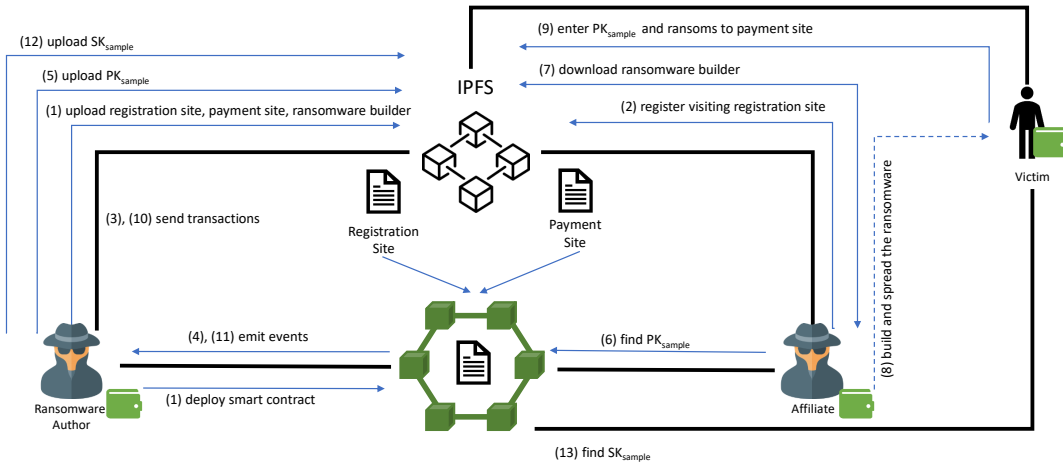 (12) upload SKsample
(9) enter PKsample and ransoms to payment site
(5) upload PKsample
(7) download ransomware builder
IPFS
(1) upload registration site, payment site, ransomware builder
(2) register visiting registration site
Victim
(3), (10) send transactions
Registration
Site
Payment
Site
(8) build and spread the ransomware
(4), (11) emit events
(6) find PKsample
(1) deploy smart contract
Ransomware
Author
Affiliate
(13) find SKsample